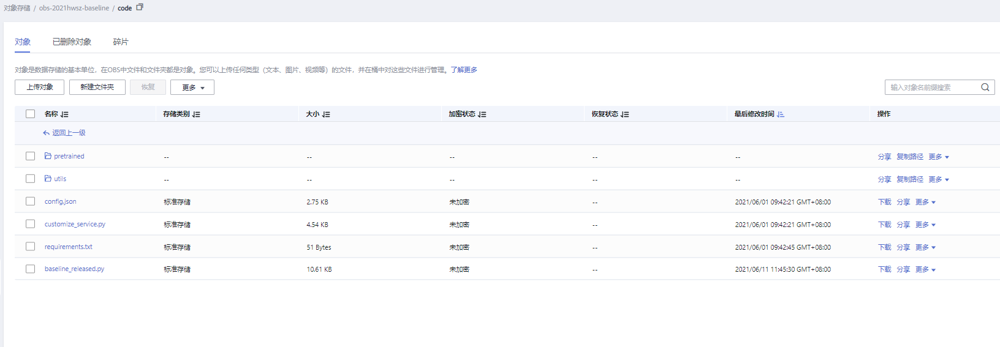 对象存储 / obs-2021hwsz-baseline / code
对象 已删除对象 碎片
对象是数据存储的基本单位，在OBS中文件和文件夹都是对象。您可以上传任何类型（文本、图片、视频等）的文件，并在桶中对这些文件进行管理。了解更多
上传对象 新建文件夹 恢复 更多 输入对象名前缀搜索
名称 存储类别 大小 加密状态 恢复状态 最后修改时间 操作
返回上一级
pretrained -- -- -- -- -- 分享 复制路径 更多
utils -- -- -- -- -- 分享 复制路径 更多
config.json 标准存储 2.75 KB 未加密 -- 2021/06/01 09:42:21 GMT+08:00 下载 分享 更多
customize_service.py 标准存储 4.54 KB 未加密 -- 2021/06/01 09:42:21 GMT+08:00 下载 分享 更多
requirements.txt 标准存储 51 Bytes 未加密 -- 2021/06/01 09:42:45 GMT+08:00 下载 分享 更多
baseline_released.py 标准存储 10.61 KB 未加密 -- 2021/06/11 11:45:30 GMT+08:00 下载 分享 更多